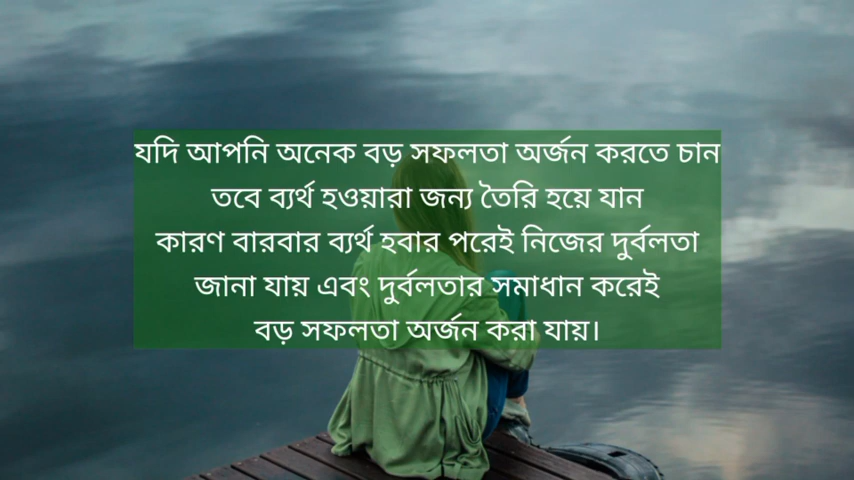 যদি আপনি অনেক বড় সফলতা অর্জন করতে চান
তবে ব্যর্থ হওয়ারা জন্য তৈরি হয়ে যান
কারণ বারবার ব্যর্থ হবার পরেই নিজের দুর্বলতা
জানা যায় এবং দুর্বলতার সমাধান করেই
বড় সফলতা অর্জন করা যায়।